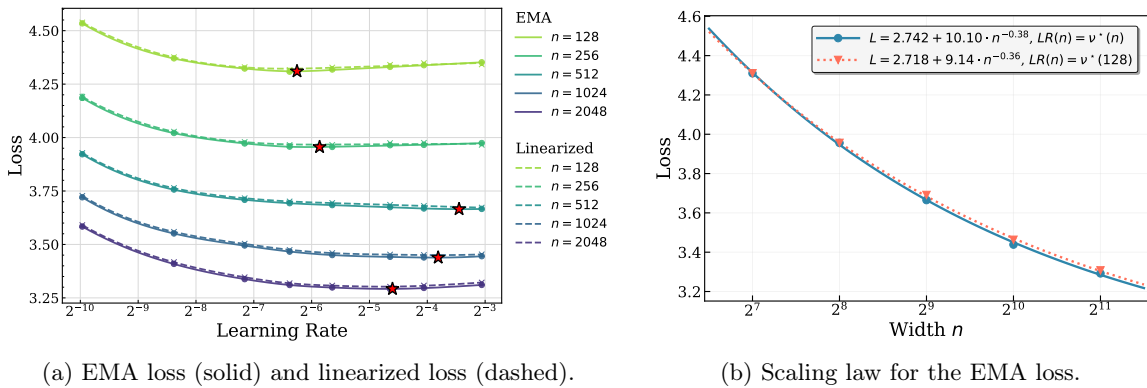 4.50
4.25
4.00
3.75
3.50
3.25
Loss
2^{-10}
2^{-9}
2^{-8}
2^{-7}
2^{-6}
2^{-5}
2^{-4}
2^{-3}
Learning Rate
EMA
n = 128
n = 256
n = 512
n = 1024
n = 2048
Linearized
n = 128
n = 256
n = 512
n = 1024
n = 2048
(a) EMA loss (solid) and linearized loss (dashed).
4.6
4.4
4.2
4.0
3.8
3.6
3.4
3.2
Loss
L = 2.742 + 10.10 · n^{-0.38}, LR(n) = ν*(n)
L = 2.718 + 9.14 · n^{-0.36}, LR(n) = ν*(128)
2^7
2^8
2^9
2^{10}
2^{11}
Width n
(b) Scaling law for the EMA loss.